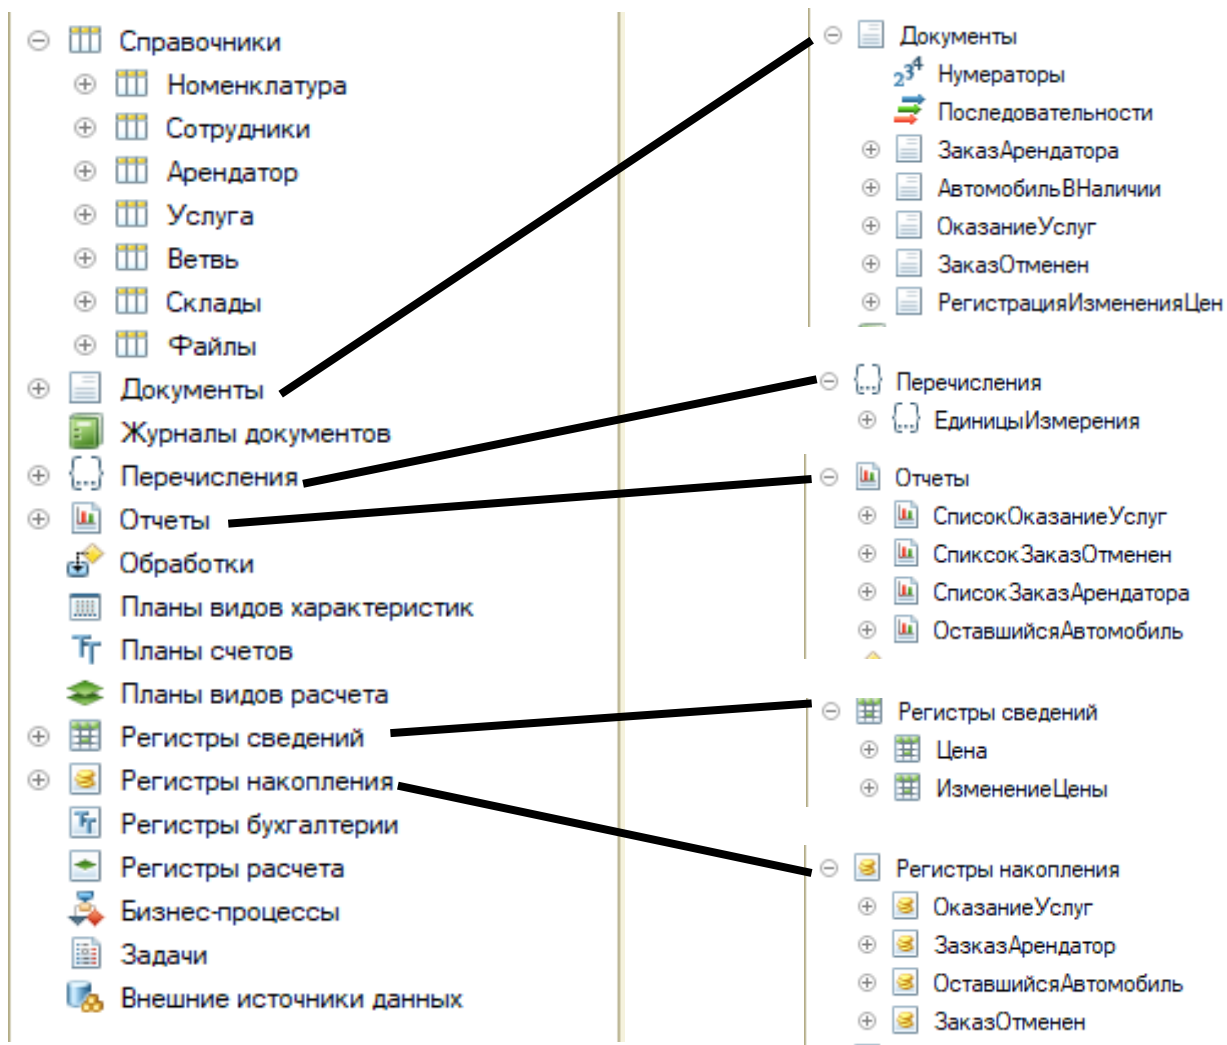 Справочники
Номенклатура
Сотрудники
Арендатор
Услуга
Ветвь
Склады
Файлы
Документы
Журналы документов
Перечисления
Отчеты
Обработки
Планы видов характеристик
Планы счетов
Планы видов расчета
Регистры сведений
Регистры накопления
Регистры бухгалтерии
Регистры расчета
Бизнес-процессы
Задачи
Внешние источники данных
Документы
Нумераторы
Последовательности
ЗаказАрендатора
АвтомобильВНаличии
ОказаниеУслуг
ЗаказОтменен
РегистрацияИзмененияЦен
Перечисления
ЕдиницыИзмерения
Отчеты
СписокОказаниеУслуг
СпиксокЗаказОтменен
СписокЗаказАрендатора
ОставшийсяАвтомобиль
Регистры сведений
Цена
ИзменениеЦены
Регистры накопления
ОказаниеУслуг
ЗазказАрендатор
ОставшийсяАвтомобиль
ЗаказОтменен